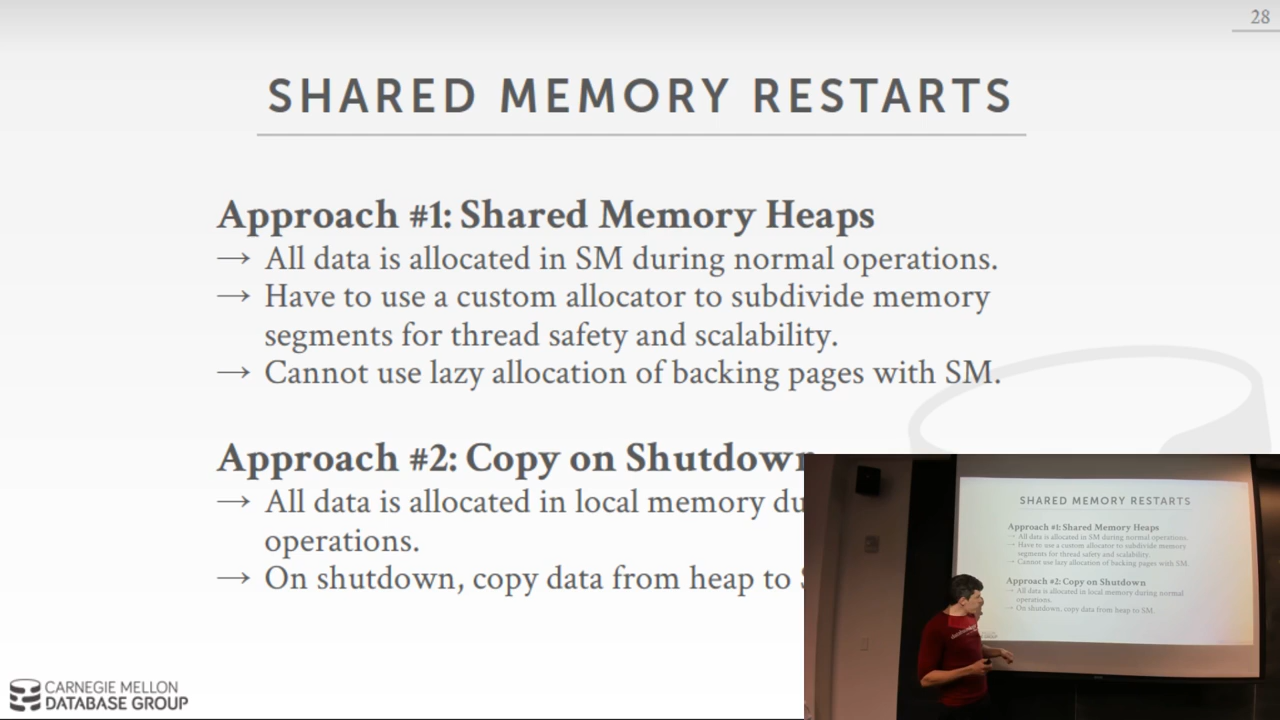 28
SHARED MEMORY RESTARTS
Approach #1: Shared Memory Heaps
→ All data is allocated in SM during normal operations.
→ Have to use a custom allocator to subdivide memory
segments for thread safety and scalability.
→ Cannot use lazy allocation of backing pages with SM.
Approach #2: Copy on Shutdown
→ All data is allocated in local memory du
operations.
→ On shutdown, copy data from heap to
CARNEGIE MELLON
DATABASE GROUP
SHARED MEMORY RESTARTS
Approach #1: Shared Memory Heaps
→ All data is allocated in SM during normal operations.
→ Have to use a custom allocator to subdivide memory
segments for thread safety and scalability.
→ Cannot use lazy allocation of backing pages with SM.
Approach #2: Copy on Shutdown
→ All data is allocated in local memory during normal
operations.
→ On shutdown, copy data from heap to SM.